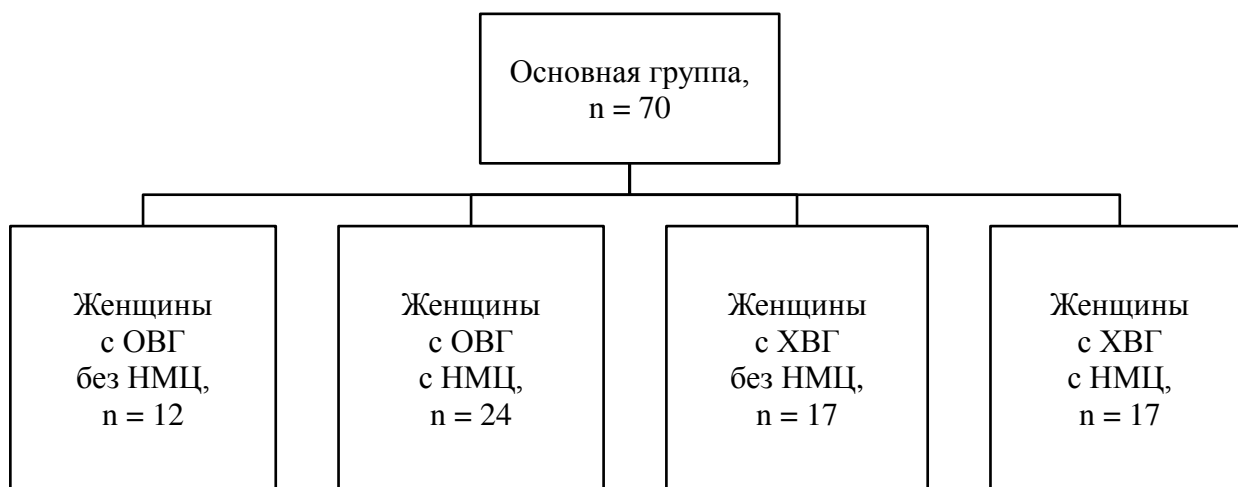 Основная группа,
n = 70
Женщины
с ОВГ
без НМЦ,
n = 12
Женщины
с ОВГ
с НМЦ,
n = 24
Женщины
с ХВГ
без НМЦ,
n = 17
Женщины
с ХВГ
с НМЦ,
n = 17